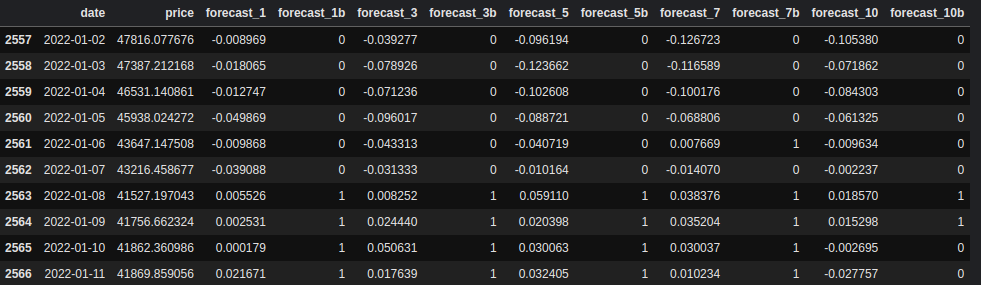 date price forecast_1 forecast_1b forecast_3 forecast_3b forecast_5 forecast_5b forecast_7 forecast_7b forecast_10 forecast_10b
2557 2022-01-02 47816.077676 -0.008969 0 -0.039277 0 -0.096194 0 -0.126723 0 -0.105380 0
2558 2022-01-03 47387.212168 -0.018065 0 -0.078926 0 -0.123662 0 -0.116589 0 -0.071862 0
2559 2022-01-04 46531.140861 -0.012747 0 -0.071236 0 -0.102608 0 -0.100176 0 -0.084303 0
2560 2022-01-05 45938.024272 -0.049869 0 -0.096017 0 -0.088721 0 -0.068806 0 -0.061325 0
2561 2022-01-06 43647.147508 -0.009868 0 -0.043313 0 -0.040719 0 0.007669 1 -0.009634 0
2562 2022-01-07 43216.458677 -0.039088 0 -0.031333 0 -0.010164 0 -0.014070 0 -0.002237 0
2563 2022-01-08 41527.197043 0.005526 1 0.008252 1 0.059110 1 0.038376 1 0.018570 1
2564 2022-01-09 41756.662324 0.002531 1 0.024440 1 0.020398 1 0.035204 1 0.015298 1
2565 2022-01-10 41862.360986 0.000179 1 0.050631 1 0.030063 1 0.030037 1 -0.002695 0
2566 2022-01-11 41869.859056 0.021671 1 0.017639 1 0.032405 1 0.010234 1 -0.027757 0